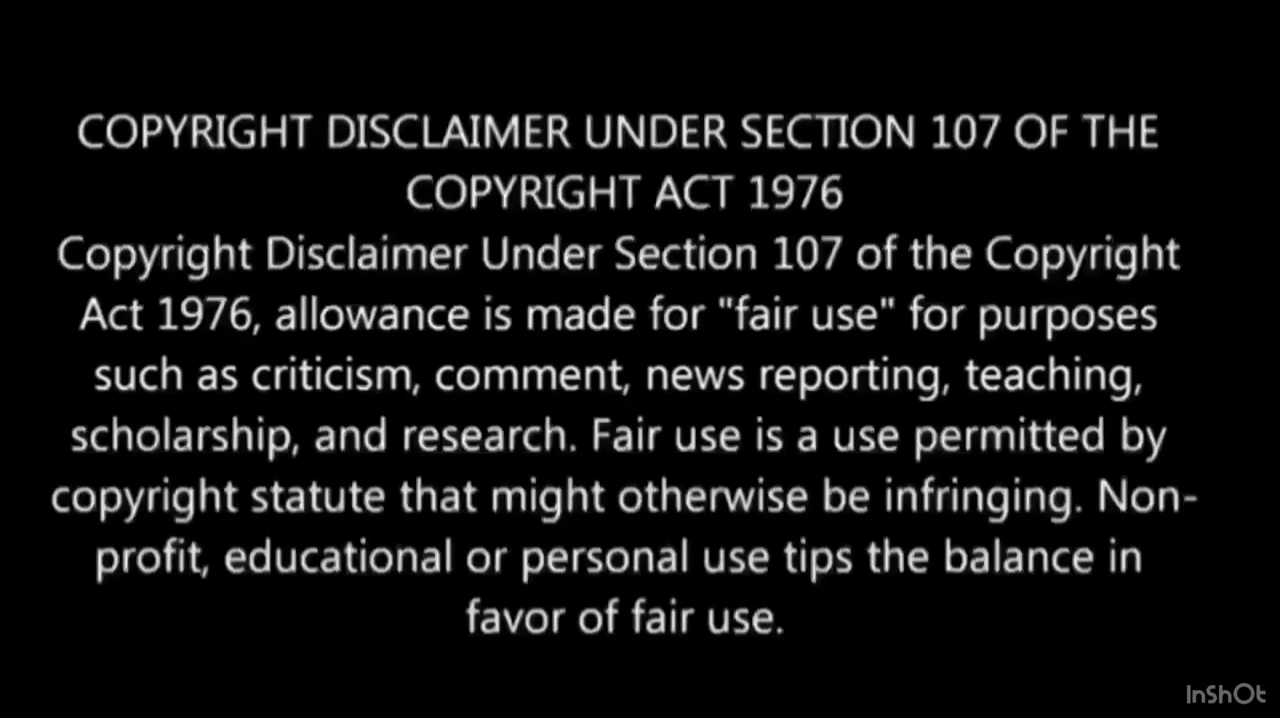 COPYRIGHT DISCLAIMER UNDER SECTION 107 OF THE
COPYRIGHT ACT 1976
Copyright Disclaimer Under Section 107 of the Copyright
Act 1976, allowance is made for "fair use" for purposes
such as criticism, comment, news reporting, teaching,
scholarship, and research. Fair use is a use permitted by
copyright statute that might otherwise be infringing. Non-
profit, educational or personal use tips the balance in
favor of fair use.
InShOt